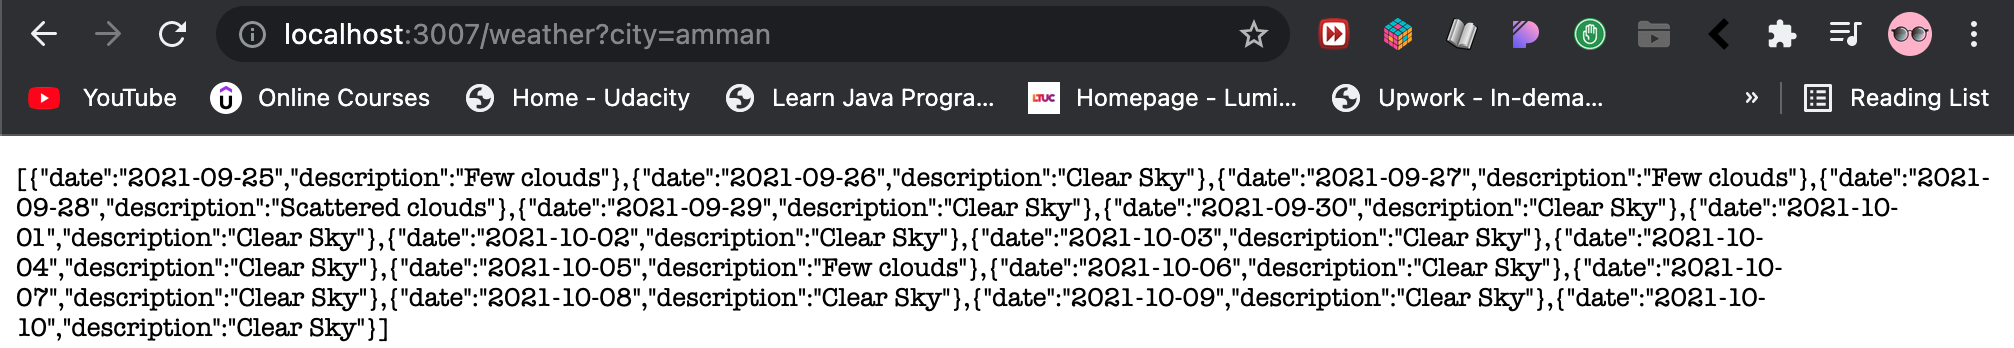 localhost:3007/weather?city=amman
YouTube Online Courses Home - Udacity Learn Java Progra... LTUC Homepage - Lumi... Upwork - In-dema... » Reading List
[{"date":"2021-09-25","description":"Few clouds"},{"date":"2021-09-26","description":"Clear Sky"},{"date":"2021-09-27","description":"Few clouds"},{"date":"2021-
09-28","description":"Scattered clouds"},{"date":"2021-09-29","description":"Clear Sky"},{"date":"2021-09-30","description":"Clear Sky"},{"date":"2021-10-
01","description":"Clear Sky"},{"date":"2021-10-02","description":"Clear Sky"},{"date":"2021-10-03","description":"Clear Sky"},{"date":"2021-10-
04","description":"Clear Sky"},{"date":"2021-10-05","description":"Few clouds"},{"date":"2021-10-06","description":"Clear Sky"},{"date":"2021-10-
07","description":"Clear Sky"},{"date":"2021-10-08","description":"Clear Sky"},{"date":"2021-10-09","description":"Clear Sky"},{"date":"2021-10-
10","description":"Clear Sky"}]